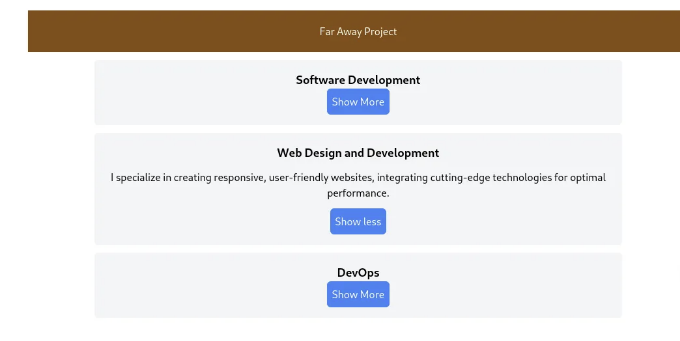 Far Away Project
Software Development
Show More
Web Design and Development
I specialize in creating responsive, user-friendly websites, integrating cutting-edge technologies for optimal
performance.
Show less
DevOps
Show More